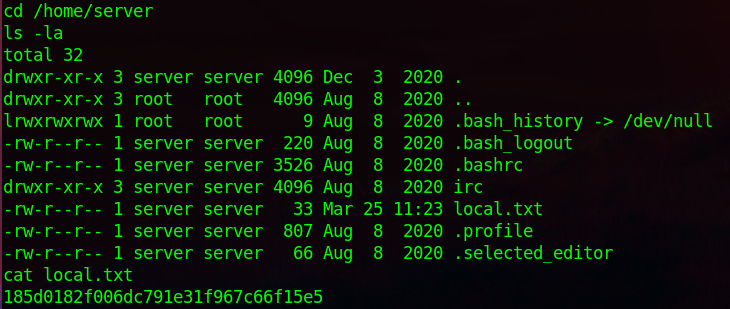 cd /home/server
ls -la
total 32
drwxr-xr-x 3 server server 4096 Dec  3  2020 .
drwxr-xr-x 3 root   root   4096 Aug  8  2020 ..
lrwxrwxrwx 1 root   root      9 Aug  8  2020 .bash_history -> /dev/null
-rw-r--r-- 1 server server  220 Aug  8  2020 .bash_logout
-rw-r--r-- 1 server server 3526 Aug  8  2020 .bashrc
drwxr-xr-x 3 server server 4096 Aug  8  2020 irc
-rw-r--r-- 1 server server   33 Mar 25 11:23 local.txt
-rw-r--r-- 1 server server  807 Aug  8  2020 .profile
-rw-r--r-- 1 server server   66 Aug  8  2020 .selected_editor
cat local.txt
185d0182f006dc791e31f967c66f15e5